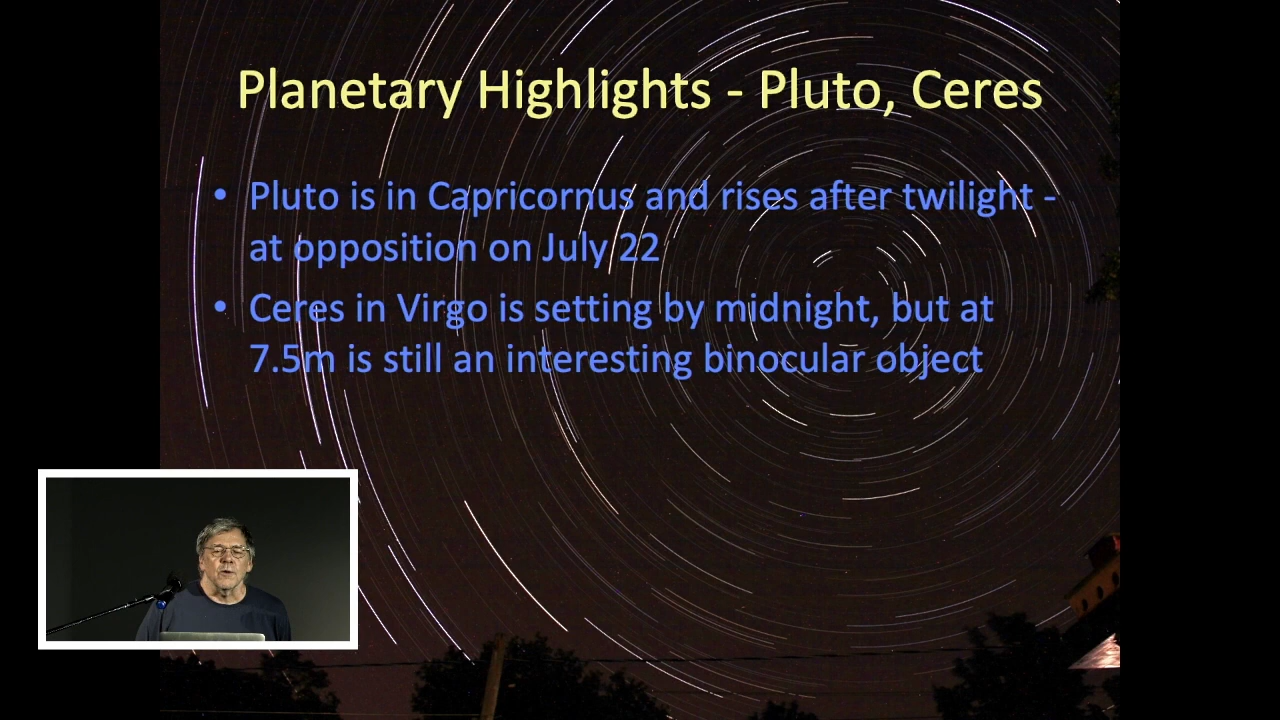 Planetary Highlights - Pluto, Ceres
• Pluto is in Capricornus and rises after twilight -
at opposition on July 22
• Ceres in Virgo is setting by midnight, but at
7.5m is still an interesting binocular object